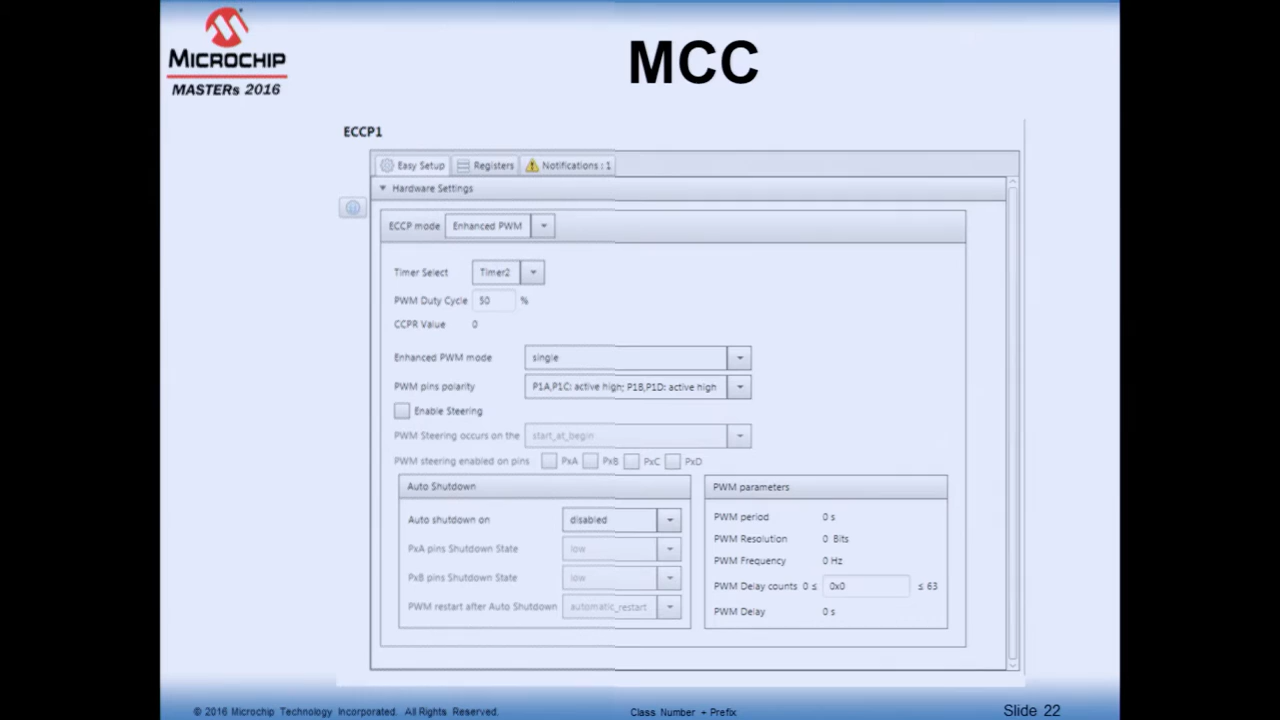 MICROCHIP
MASTERs 2016
MCC
ECCP1
Easy Setup Registers Notifications : 1
Hardware Settings
ECCP mode Enhanced PWM
Timer Select Timer2
PWM Duty Cycle 50 %
CCPR Value 0
Enhanced PWM mode single
PWM pins polarity P1A,P1C: active high; P1B,P1D: active high
Enable Steering
PWM Steering occurs on the start_at_begin
PWM steering enabled on pins PxA PxB PxC PxD
Auto Shutdown
Auto shutdown on disabled
PxA pins Shutdown State low
PxB pins Shutdown State low
PWM restart after Auto Shutdown automatic_restart
PWM parameters
PWM period 0 s
PWM Resolution 0 Bits
PWM Frequency 0 Hz
PWM Delay counts 0 ≤ 0x0 ≤ 63
PWM Delay 0 s
© 2016 Microchip Technology Incorporated. All Rights Reserved. Class Number + Prefix Slide 22